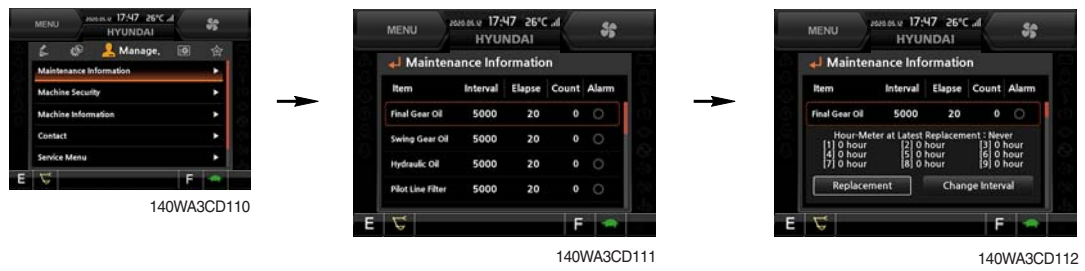 MENU
2020.05.12 17:47 26°C
HYUNDAI
Manage.
Maintenance Information
Machine Security
Machine Information
Contact
Service Menu
E
F
140WA3CD110
MENU
2020.05.12 17:47 26°C
HYUNDAI
Maintenance Information
Item Interval Elapse Count Alarm
Final Gear Oil 5000 20 0
Swing Gear Oil 5000 20 0
Hydraulic Oil 5000 20 0
Pilot Line Filter 5000 20 0
E F
140WA3CD111
MENU
2020.05.12 17:47 26°C
HYUNDAI
Maintenance Information
Item Interval Elapse Count Alarm
Final Gear Oil 5000 20 0
Hour-Meter at Latest Replacement : Never
[1] 0 hour [2] 0 hour [3] 0 hour
[4] 0 hour [5] 0 hour [6] 0 hour
[7] 0 hour [8] 0 hour [9] 0 hour
Replacement Change Interval
E F
140WA3CD112